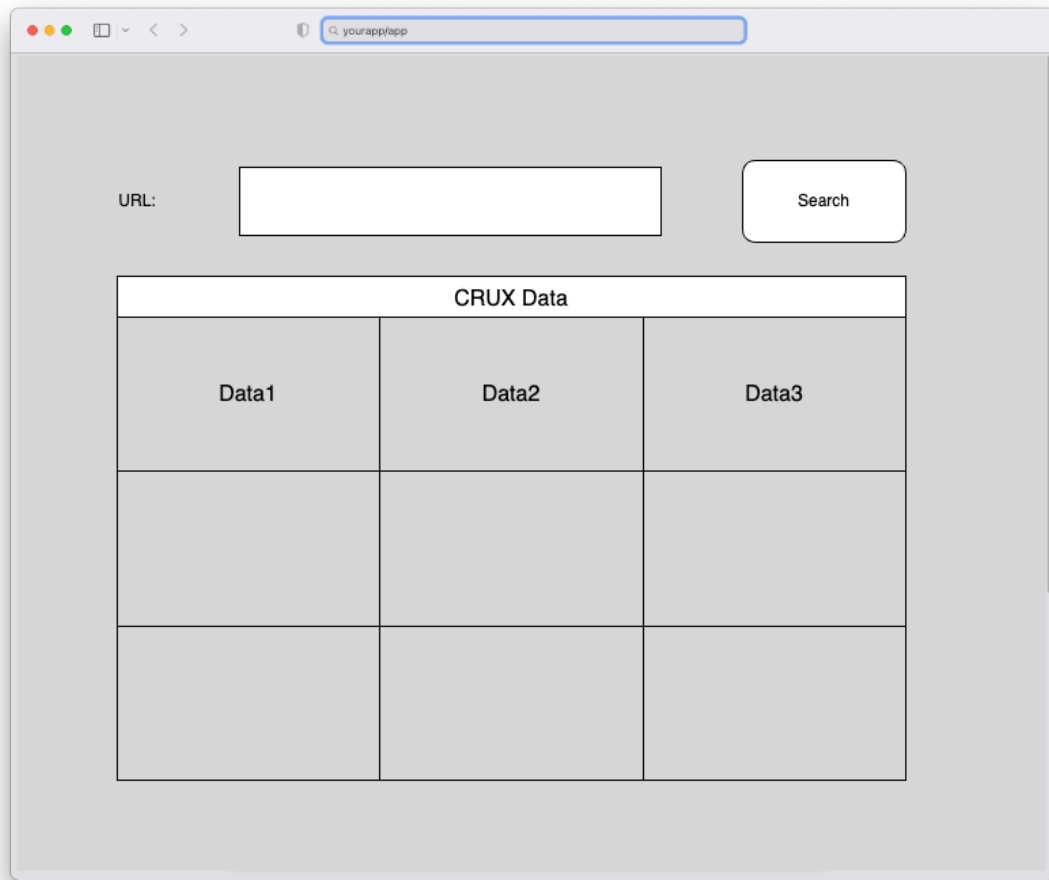 yourapp/app
URL:
Search
CRUX Data
Data1
Data2
Data3